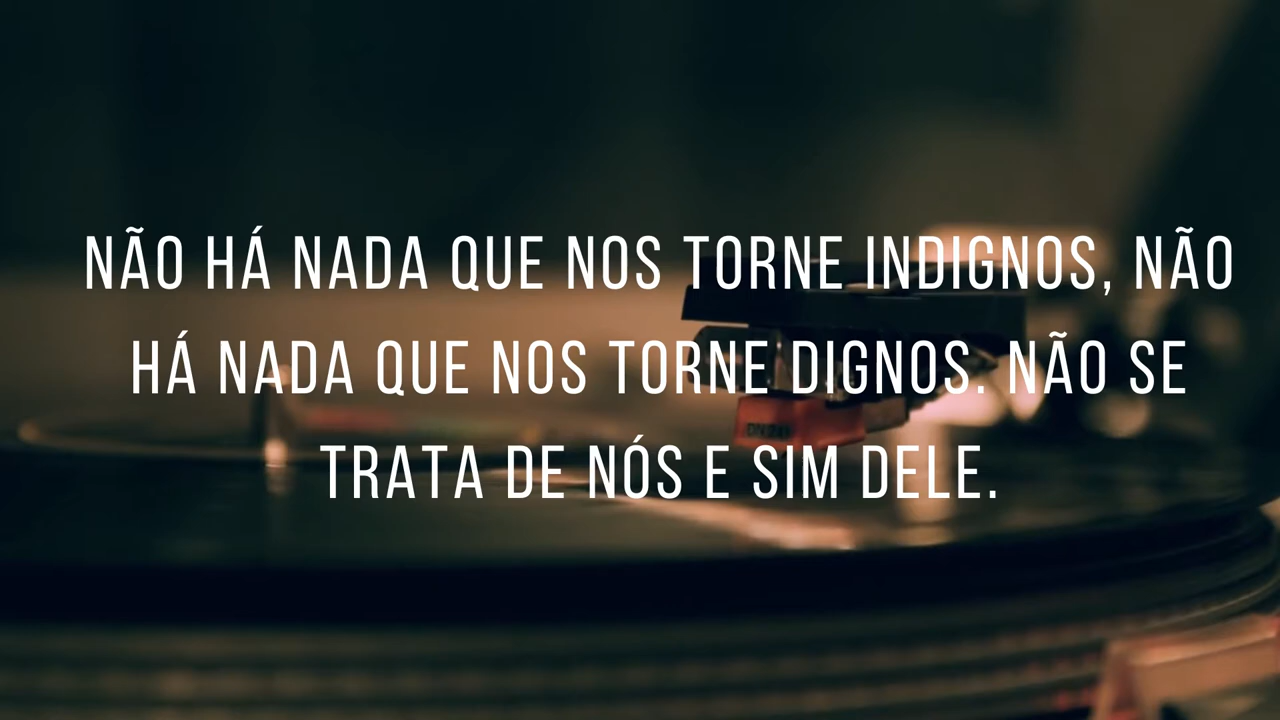 NÃO HÁ NADA QUE NOS TORNE INDIGNOS, NÃO
HÁ NADA QUE NOS TORNE DIGNOS. NÃO SE
TRATA DE NÓS E SIM DELE.